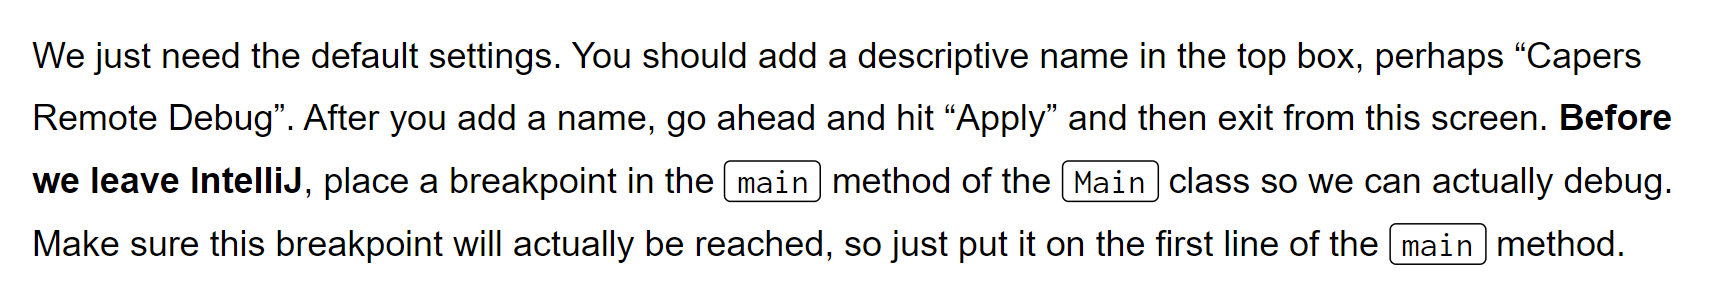 We just need the default settings. You should add a descriptive name in the top box, perhaps “Capers
Remote Debug”. After you add a name, go ahead and hit “Apply” and then exit from this screen. Before
we leave IntelliJ, place a breakpoint in the main method of the Main class so we can actually debug.
Make sure this breakpoint will actually be reached, so just put it on the first line of the main method.